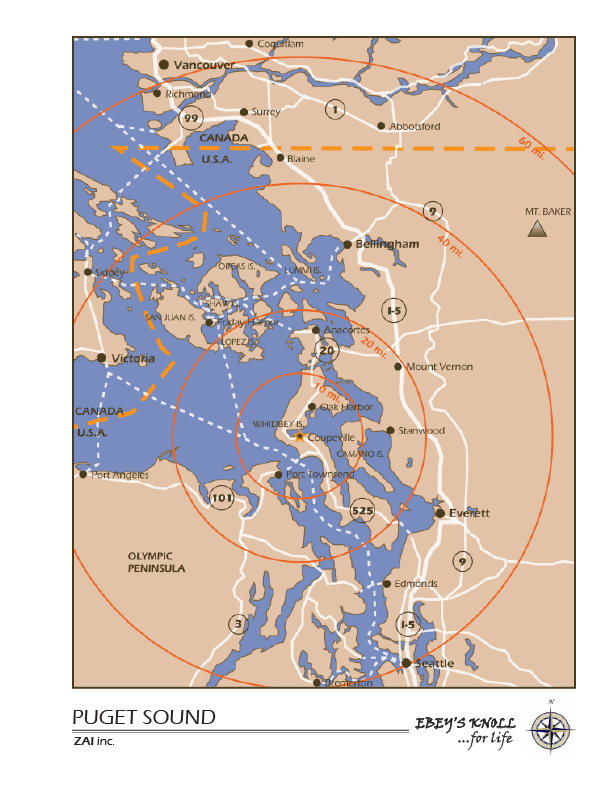 Coquitlam
Vancouver
Richmond
99
Surrey
1
Abbotsford
CANADA
U.S.A.
Blaine
60 mi.
9
MT. BAKER
40 mi.
Bellingham
ORCAS IS.
LUMMI IS.
Sidney
SHAW IS.
SAN JUAN IS.
Friday Harbor
I-5
Anacortes
LOPEZ IS.
20
20 mi.
Victoria
Mount Vernon
10 mi.
Oak Harbor
CANADA
U.S.A.
WHIDBEY IS.
Coupeville
Stanwood
CAMANO IS.
Port Angeles
Port Townsend
101
525
Everett
OLYMPIC
PENINSULA
9
Edmonds
3
I-5
Seattle
Bremerton
PUGET SOUND
ZAI inc.
EBEY'S KNOLL
...for life
N